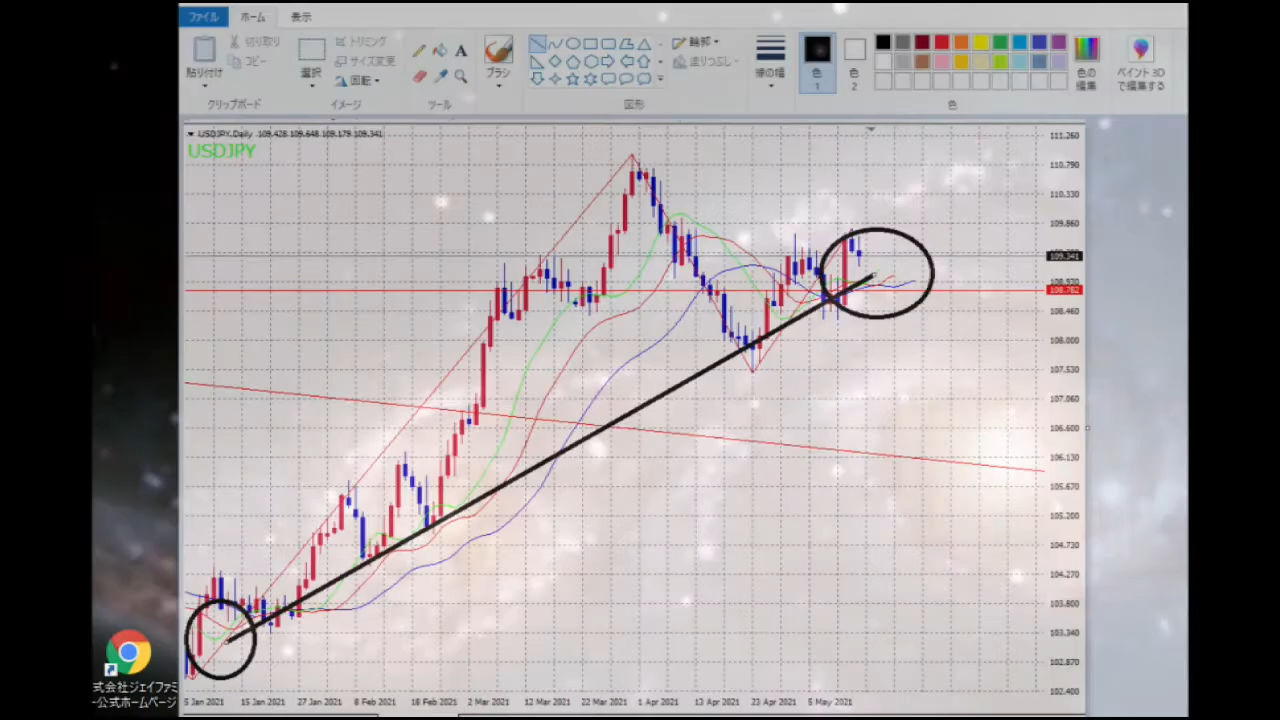 ファイル ホーム 表示
貼り付け 切り取り コピー
選択 トリミング サイズ変更 回転
A
ブラシ
輪郭 塗りつぶし
線の幅
色 1
色 2
色の編集
ペイント 3D で編集する
クリップボード イメージ ツール 図形 色
USDJPY,Daily 109.428 109.648 109.179 109.341
USDJPY
111.260
110.790
110.330
109.860
109.341
108.782
108.460
108.000
107.530
107.060
106.600
106.130
105.670
105.200
104.730
104.270
103.800
103.340
102.870
102.400
5 Jan 2021 15 Jan 2021 27 Jan 2021 8 Feb 2021 18 Feb 2021 2 Mar 2021 12 Mar 2021 22 Mar 2021 1 Apr 2021 13 Apr 2021 23 Apr 2021 5 May 2021
式会社ジェイファミ
ー公式ホームページ